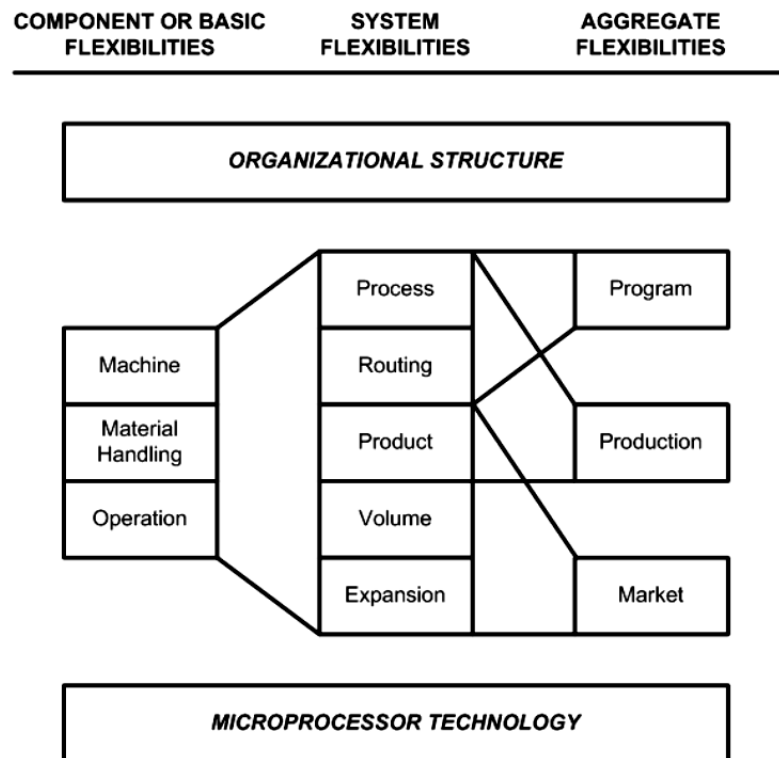 COMPONENT OR BASIC
FLEXIBILITIES
SYSTEM
FLEXIBILITIES
AGGREGATE
FLEXIBILITIES
ORGANIZATIONAL STRUCTURE
Process
Program
Machine
Routing
Material
Handling
Product
Production
Operation
Volume
Expansion
Market
MICROPROCESSOR TECHNOLOGY